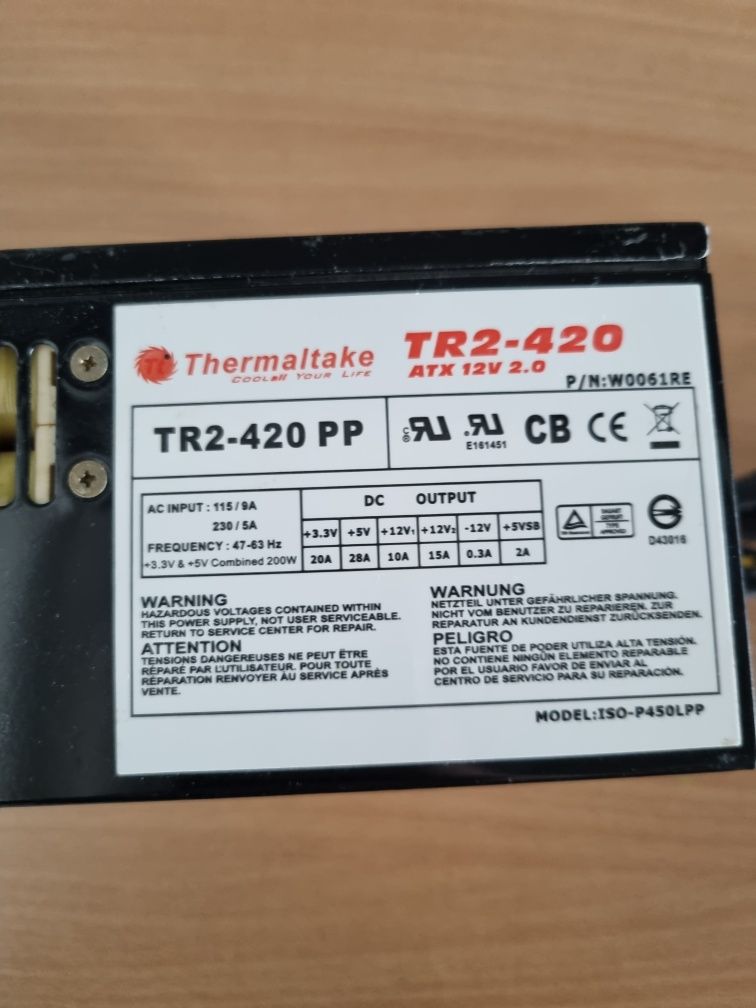 Thermaltake
COOL all YOUR LIFE
TR2-420
ATX 12V 2.0
P/N:W0061RE
TR2-420 PP
c RU .RU CB CE
E161451
AC INPUT : 115/9A
230/5A
FREQUENCY : 47-63 Hz
+3.3V & +5V Combined 200W
DC OUTPUT
+3.3V +5V +12V₁ +12V₂ -12V +5VSB
20A 28A 10A 15A 0.3A 2A
D43016
WARNING
HAZARDOUS VOLTAGES CONTAINED WITHIN
THIS POWER SUPPLY, NOT USER SERVICEABLE.
RETURN TO SERVICE CENTER FOR REPAIR.
ATTENTION
TENSIONS DANGEREUSES NE PEUT ÊTRE
RÉPARÉ PAR L'UTILISATEUR. POUR TOUTE
RÉPARATION RENVOYER AU SERVICE APRÈS
VENTE.
WARNUNG
NETZTEIL UNTER GEFÄHRLICHER SPANNUNG.
NICHT VOM BENUTZER ZU REPARIEREN. ZUR
REPARATUR AN KUNDENDIENST ZURÜCKSENDEN.
PELIGRO
ESTA FUENTE DE PODER UTILIZA ALTA TENSIÓN.
NO CONTIENE NINGÚN ELEMENTO REPARABLE
POR EL USUARIO FAVOR DE ENVIAR AL
CENTRO DE SERVICIO PARA SU REPARACIÓN.
MODEL:ISO-P450LPP